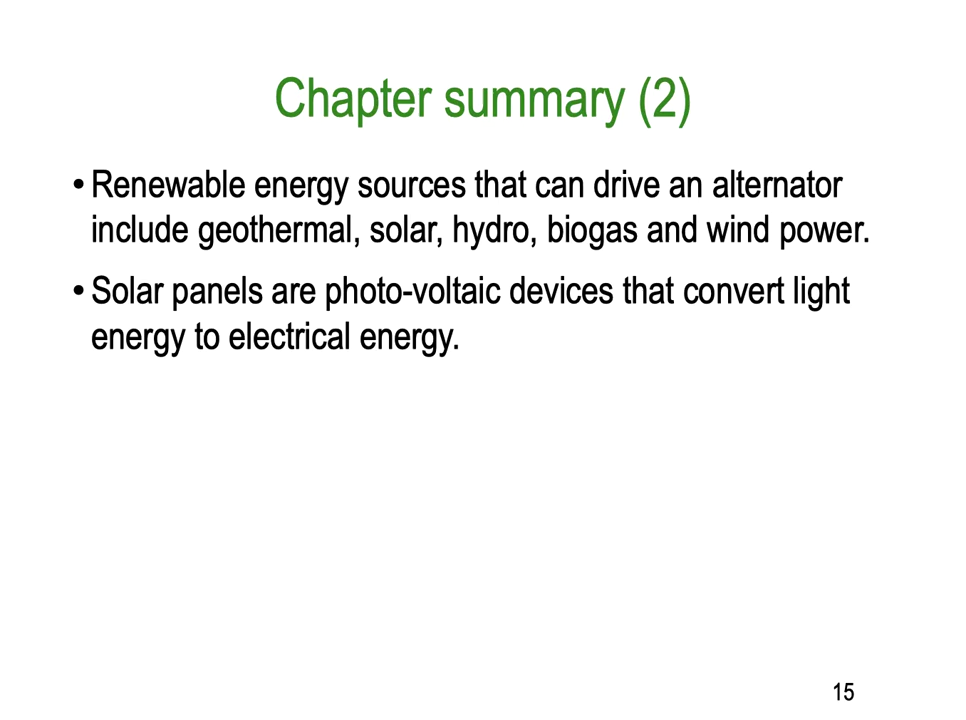 Chapter summary (2)
• Renewable energy sources that can drive an alternator
include geothermal, solar, hydro, biogas and wind power.
• Solar panels are photo-voltaic devices that convert light
energy to electrical energy.
15